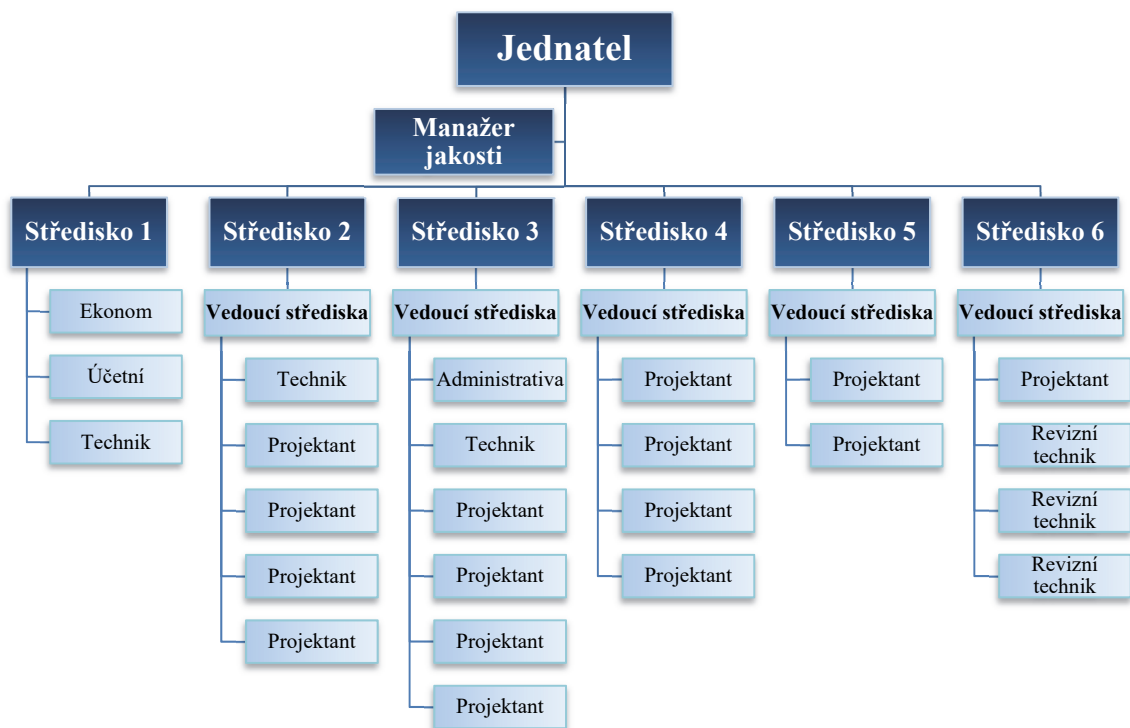 Jednatel
Manažer
jakosti
Středisko 1
Středisko 2
Středisko 3
Středisko 4
Středisko 5
Středisko 6
Ekonom
Účetní
Technik
Vedoucí střediska
Technik
Projektant
Projektant
Projektant
Projektant
Vedoucí střediska
Administrativa
Technik
Projektant
Projektant
Projektant
Projektant
Vedoucí střediska
Projektant
Projektant
Projektant
Projektant
Vedoucí střediska
Projektant
Projektant
Vedoucí střediska
Projektant
Revizní
technik
Revizní
technik
Revizní
technik